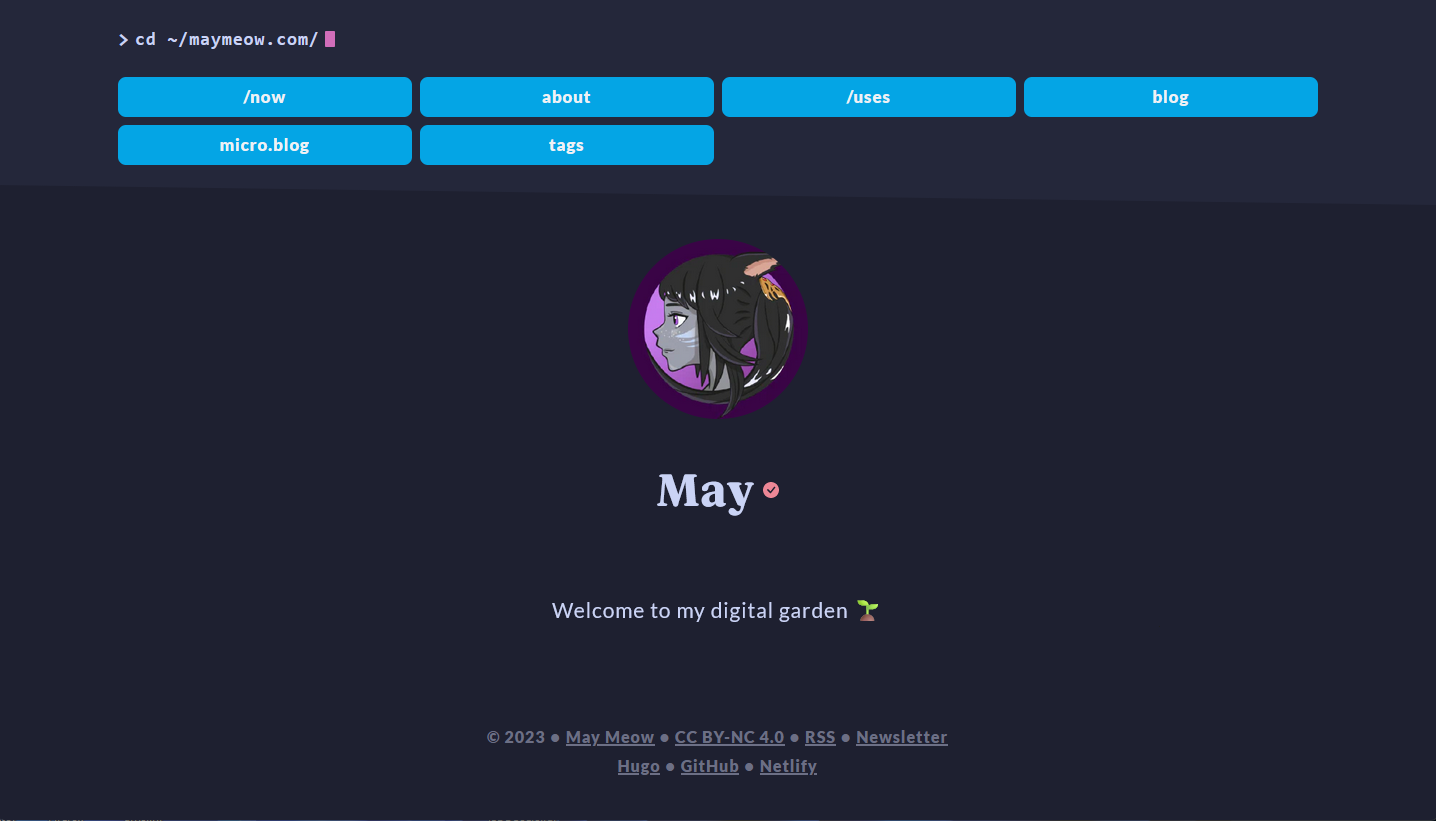 > cd ~/maymeow.com/
/now about /uses blog
micro.blog tags
May
Welcome to my digital garden 🌱
© 2023 • May Meow • CC BY-NC 4.0 • RSS • Newsletter
Hugo • GitHub • Netlify